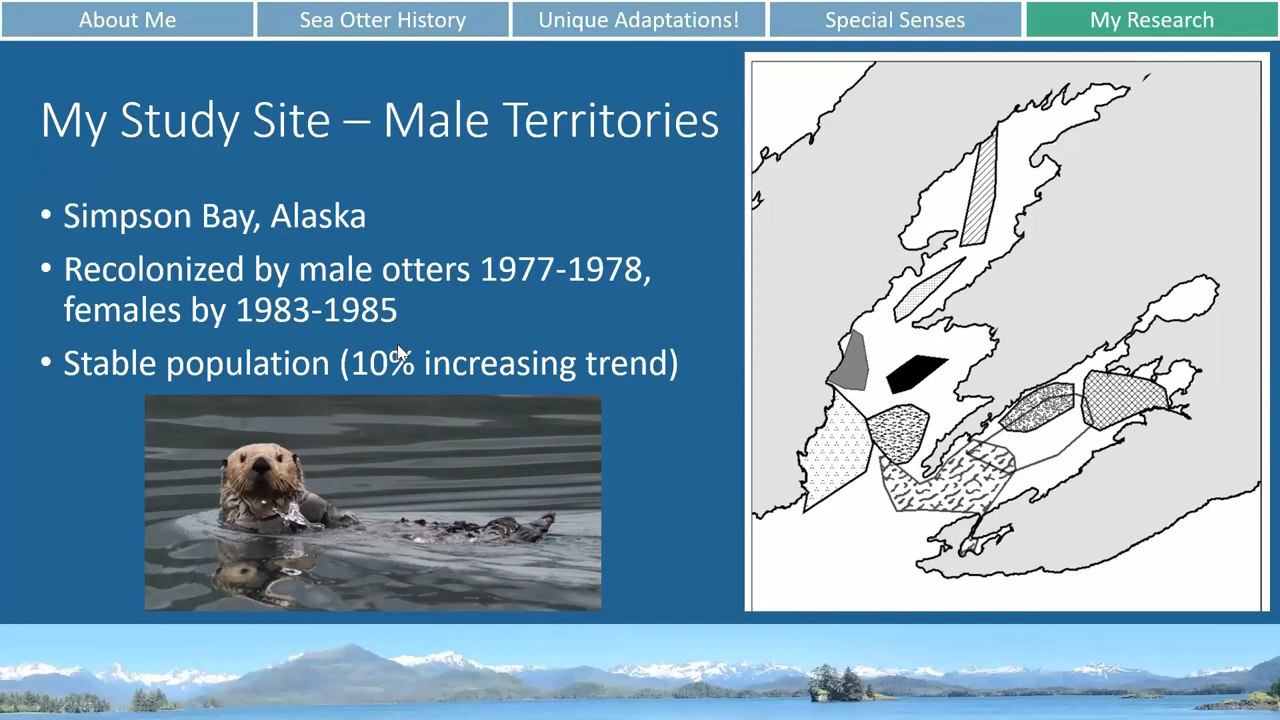 About Me
Sea Otter History
Unique Adaptations!
Special Senses
My Research
My Study Site – Male Territories
• Simpson Bay, Alaska
• Recolonized by male otters 1977-1978,
females by 1983-1985
• Stable population (10% increasing trend)